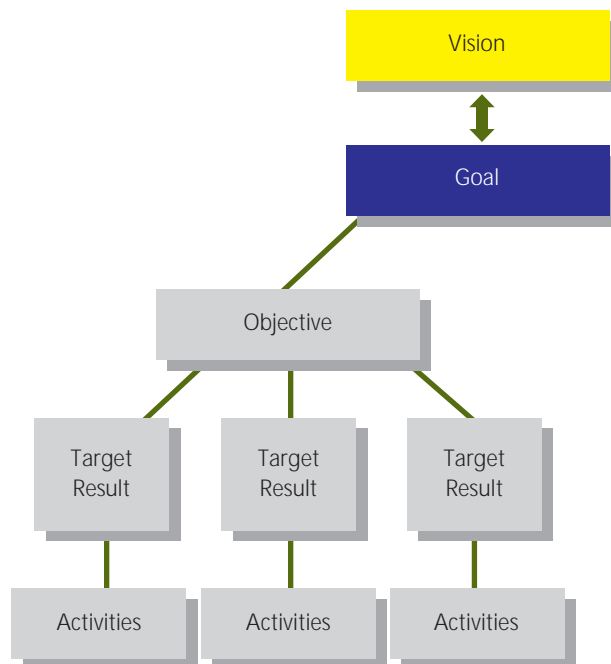 Vision
Goal
Objective
Target
Result
Target
Result
Target
Result
Activities
Activities
Activities